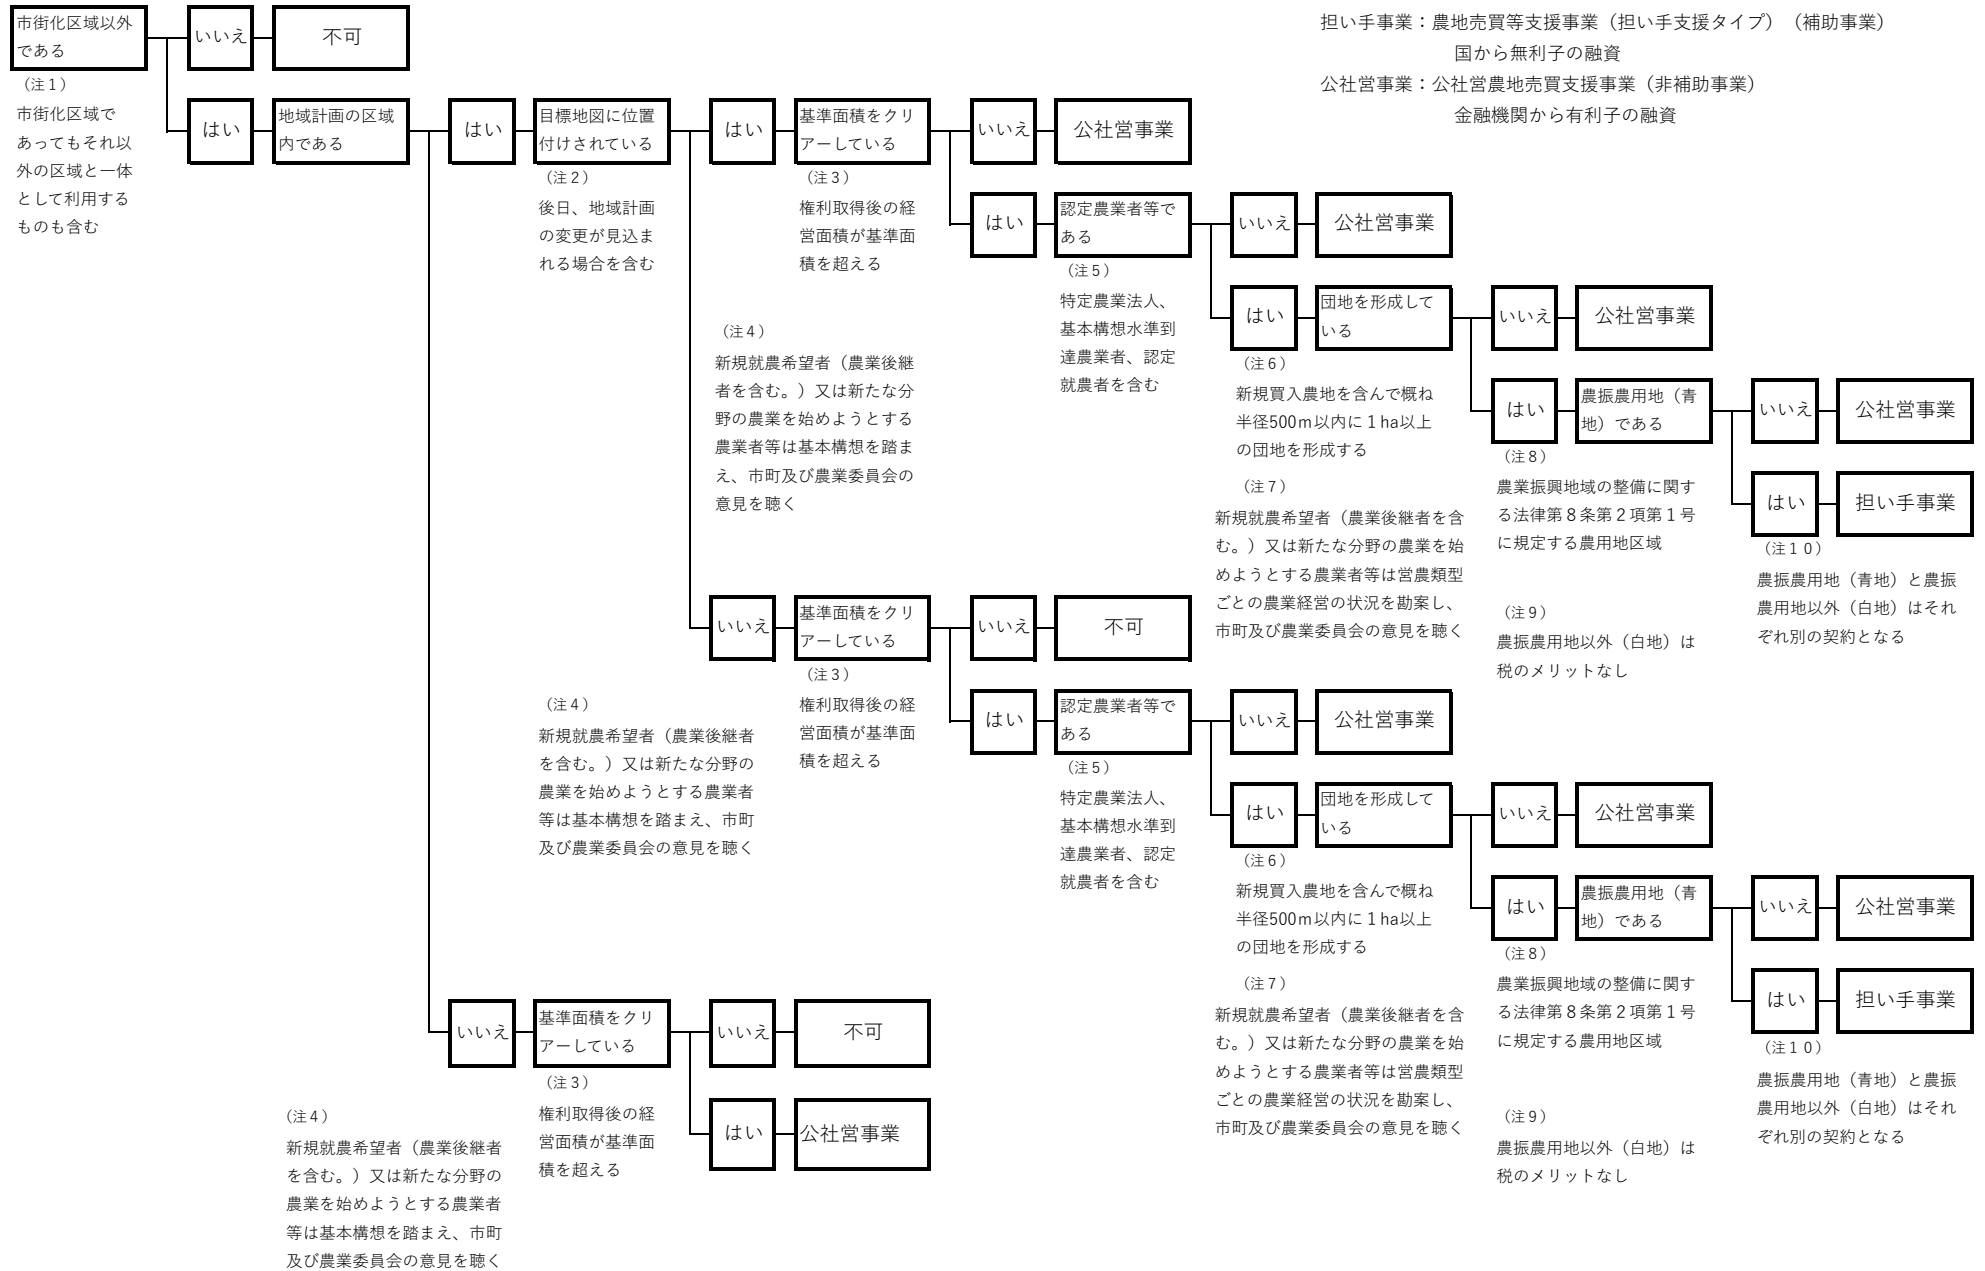 担い手事業：農地売買等支援事業（担い手支援タイプ）（補助事業）
国から無利子の融資
公社営事業：公社営農地売買支援事業（非補助事業）
金融機関から有利子の融資
市街化区域以外
である
いいえ
不可
（注１）
市街化区域で
あってもそれ以
外の区域と一体
として利用する
ものも含む
はい
地域計画の区域
内である
はい
目標地図に位置
付けされている
（注２）
後日、地域計画
の変更が見込ま
れる場合を含む
はい
基準面積をクリ
アーしている
（注３）
権利取得後の経
営面積が基準面
積を超える
（注４）
新規就農希望者（農業後継
者を含む。）又は新たな分
野の農業を始めようとする
農業者等は基本構想を踏ま
え、市町及び農業委員会の
意見を聴く
いいえ
公社営事業
はい
認定農業者等で
ある
（注５）
特定農業法人、
基本構想水準到
達農業者、認定
就農者を含む
いいえ
公社営事業
はい
団地を形成して
いる
（注６）
新規買入農地を含んで概ね
半径500ｍ以内に１ha以上
の団地を形成する
（注７）
新規就農希望者（農業後継者を含
む。）又は新たな分野の農業を始
めようとする農業者等は営農類型
ごとの農業経営の状況を勘案し、
市町及び農業委員会の意見を聴く
いいえ
公社営事業
はい
農振農用地（青
地）である
（注８）
農業振興地域の整備に関す
る法律第８条第２項第１号
に規定する農用地区域
（注９）
農振農用地以外（白地）は
税のメリットなし
いいえ
公社営事業
はい
担い手事業
（注１０）
農振農用地（青地）と農振
農用地以外（白地）はそれ
ぞれ別の契約となる
いいえ
基準面積をクリ
アーしている
（注３）
権利取得後の経
営面積が基準面
積を超える
（注４）
新規就農希望者（農業後継者
を含む。）又は新たな分野の
農業を始めようとする農業者
等は基本構想を踏まえ、市町
及び農業委員会の意見を聴く
いいえ
不可
はい
認定農業者等で
ある
（注５）
特定農業法人、
基本構想水準到
達農業者、認定
就農者を含む
いいえ
公社営事業
はい
団地を形成して
いる
（注６）
新規買入農地を含んで概ね
半径500ｍ以内に１ha以上
の団地を形成する
（注７）
新規就農希望者（農業後継者を含
む。）又は新たな分野の農業を始
めようとする農業者等は営農類型
ごとの農業経営の状況を勘案し、
市町及び農業委員会の意見を聴く
いいえ
公社営事業
はい
農振農用地（青
地）である
（注８）
農業振興地域の整備に関す
る法律第８条第２項第１号
に規定する農用地区域
（注９）
農振農用地以外（白地）は
税のメリットなし
いいえ
公社営事業
はい
担い手事業
（注１０）
農振農用地（青地）と農振
農用地以外（白地）はそれ
ぞれ別の契約となる
いいえ
基準面積をクリ
アーしている
（注３）
権利取得後の経
営面積が基準面
積を超える
（注４）
新規就農希望者（農業後継者
を含む。）又は新たな分野の
農業を始めようとする農業者
等は基本構想を踏まえ、市町
及び農業委員会の意見を聴く
いいえ
不可
はい
公社営事業